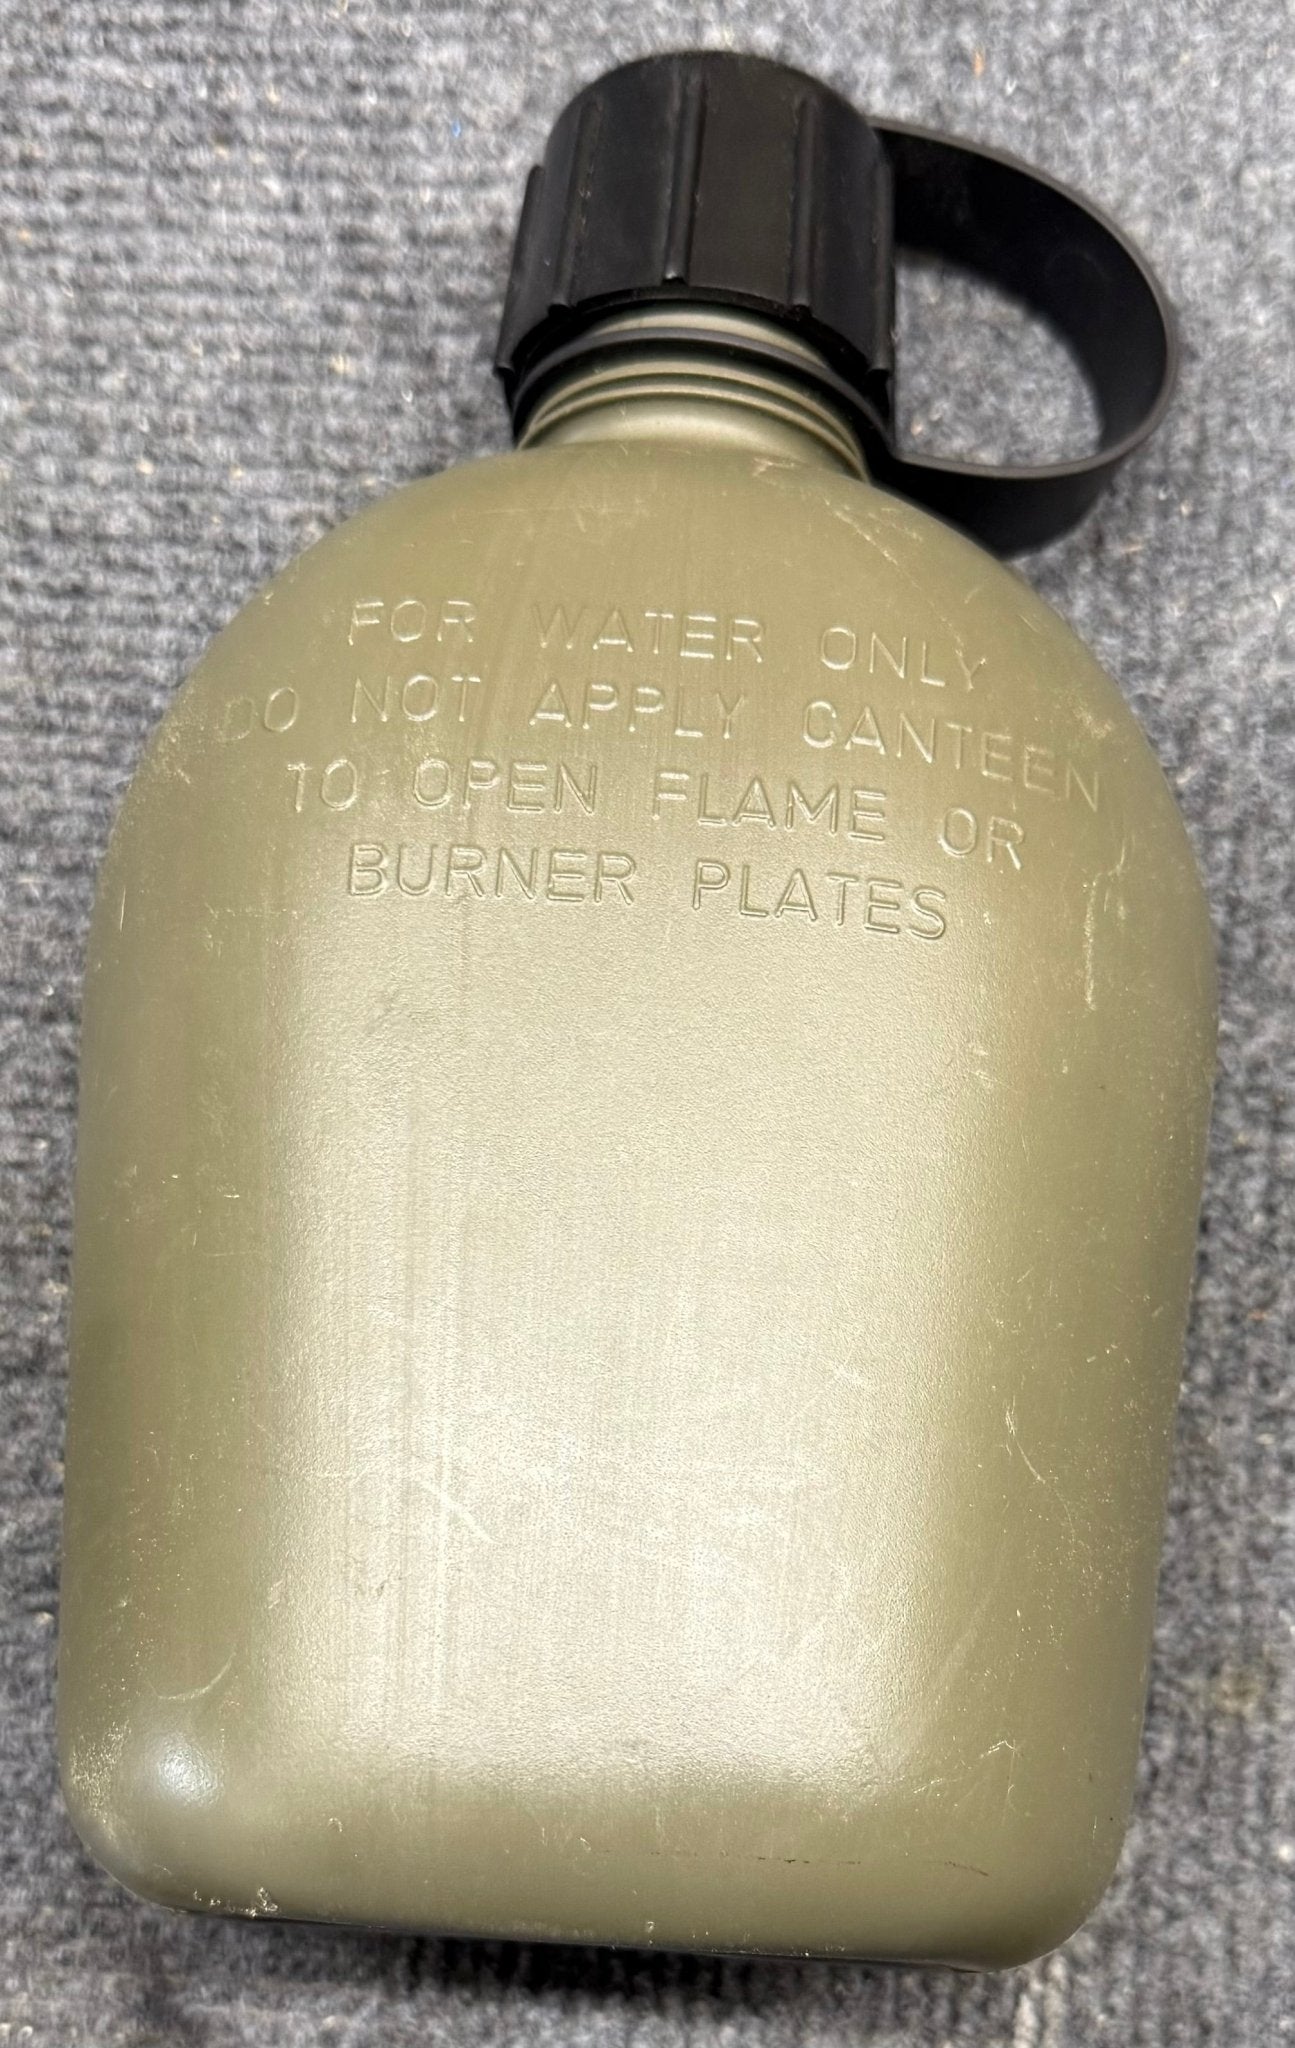 FOR WATER ONLY
DO NOT APPLY CANTEEN
TO OPEN FLAME OR
BURNER PLATES